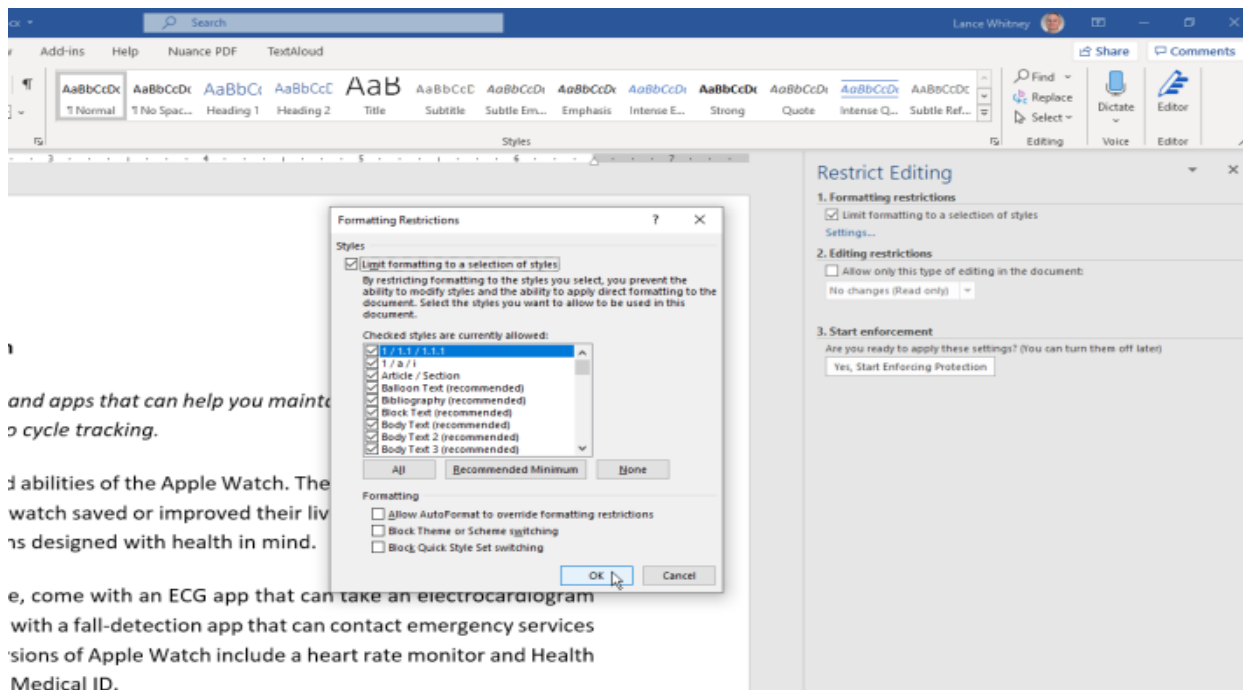 Search
Lance Whitney
Add-ins Help Nuance PDF TextAloud
Share Comments
¶
AaBbCcDc AaBbCcDc AaBbCc AaBbCcC AaB AaBbCcC AaBbCcDc AaBbCcDc AaBbCcDc AaBbCcDc AaBbCcDc AaBbCcDc AaBbCcDc
¶ Normal ¶ No Spac... Heading 1 Heading 2 Title Subtitle Subtle Em... Emphasis Intense E... Strong Quote Intense Q... Subtle Ref...
Find
Replace
Select
Dictate
Editor
Styles
Editing
Voice
Editor
3 4 5 6 7
Restrict Editing
1. Formatting restrictions
Limit formatting to a selection of styles
Settings...
2. Editing restrictions
Allow only this type of editing in the document:
No changes (Read only)
3. Start enforcement
Are you ready to apply these settings? (You can turn them off later)
Yes, Start Enforcing Protection
Formatting Restrictions
? X
Styles
Limit formatting to a selection of styles
By restricting formatting to the styles you select, you prevent the
ability to modify styles and the ability to apply direct formatting to the
document. Select the styles you want to allow to be used in this
document.
Checked styles are currently allowed:
1 / 1.1 / 1.1.1
1 / a / i
Article / Section
Balloon Text (recommended)
Bibliography (recommended)
Block Text (recommended)
Body Text (recommended)
Body Text 2 (recommended)
Body Text 3 (recommended)
All Recommended Minimum None
Formatting
Allow AutoFormat to override formatting restrictions
Block Theme or Scheme switching
Block Quick Style Set switching
OK Cancel
and apps that can help you
cycle tracking.
abilities of the Apple Watch. The
watch saved or improved their
designed with health in mind.
e, come with an ECG app that can take an electrocardiogram
with a fall-detection app that can contact emergency services
sions of Apple Watch include a heart rate monitor and Health
Medical ID.